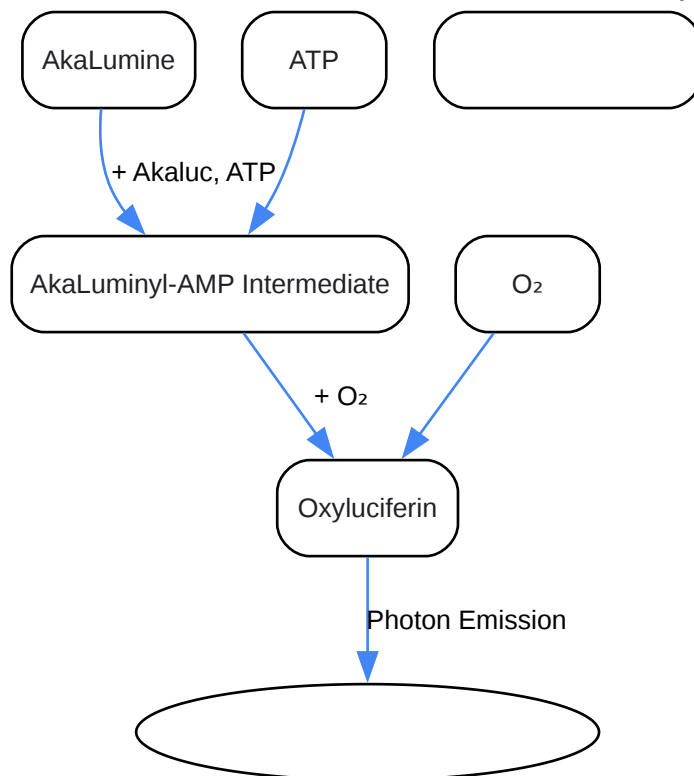 AkaLumine
ATP
+ Akaluc, ATP
AkaLuminyl-AMP Intermediate
O₂
+ O₂
Oxyluciferin
Photon Emission